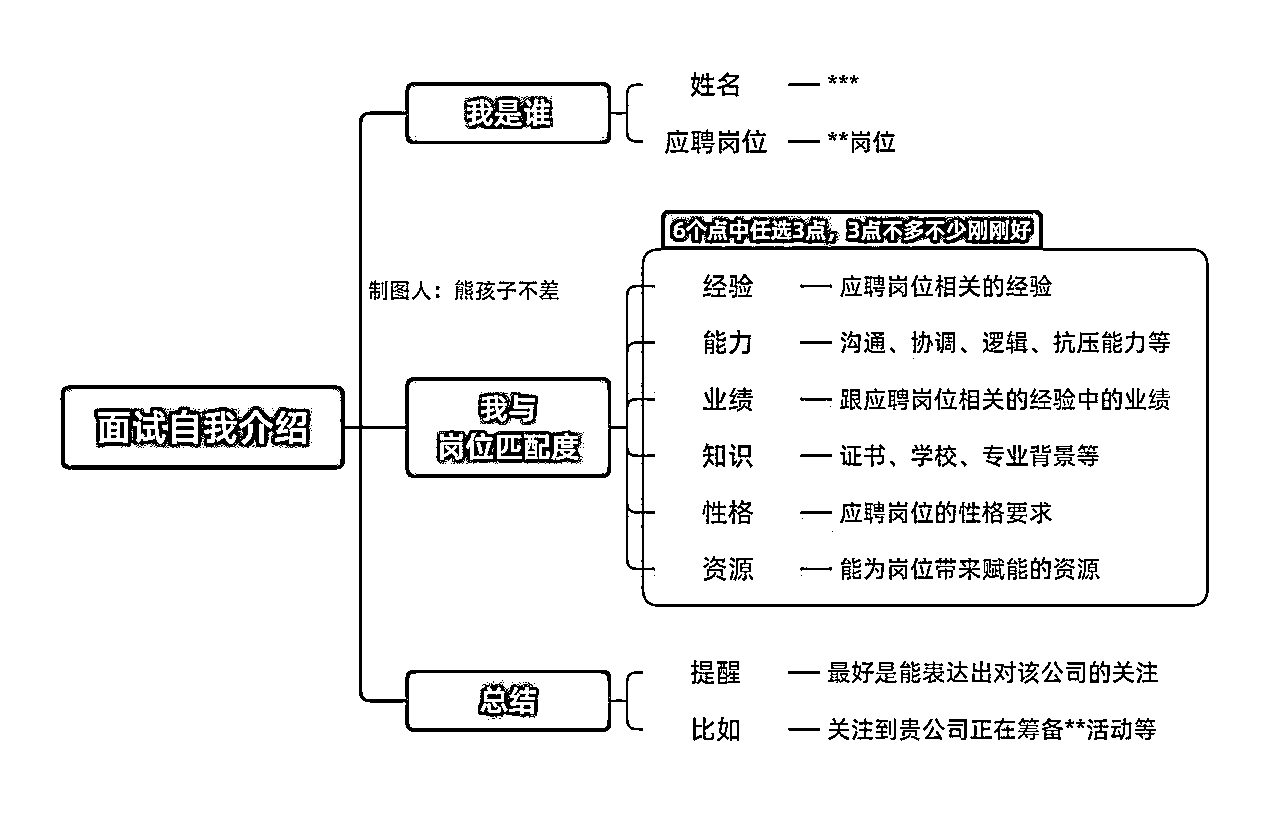 我是谁
姓名 — ***
应聘岗位 — **岗位
6个点中任选3点，3点不多不少刚刚好
制图人：熊孩子不差
面试自我介绍
我与
岗位匹配度
经验 — 应聘岗位相关的经验
能力 — 沟通、协调、逻辑、抗压能力等
业绩 — 跟应聘岗位相关的经验中的业绩
知识 — 证书、学校、专业背景等
性格 — 应聘岗位的性格要求
资源 — 能为岗位带来赋能的资源
总结
提醒 — 最好是能表达出对该公司的关注
比如 — 关注到贵公司正在筹备**活动等